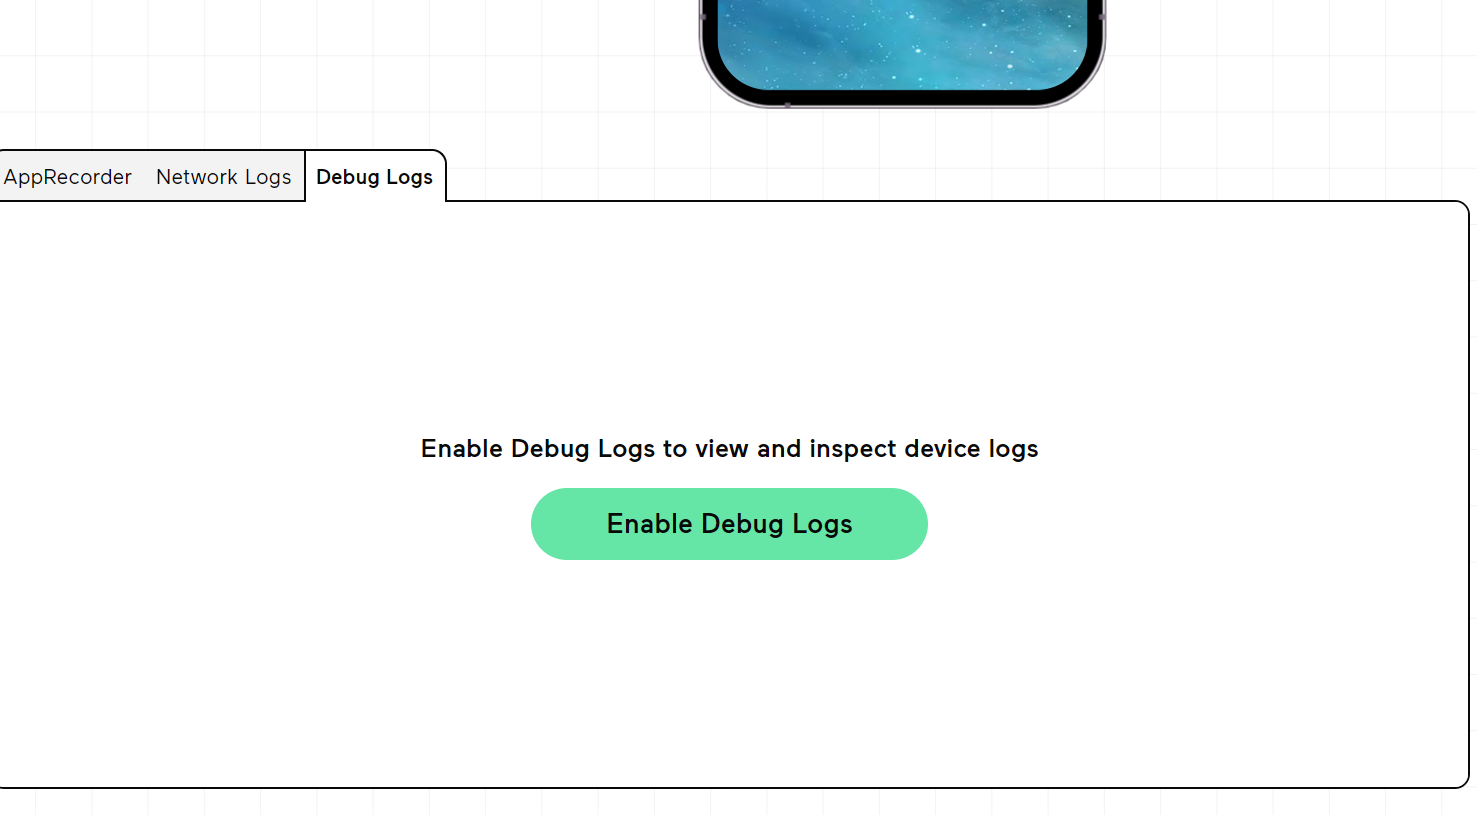 AppRecorder Network Logs Debug Logs
Enable Debug Logs to view and inspect device logs
Enable Debug Logs